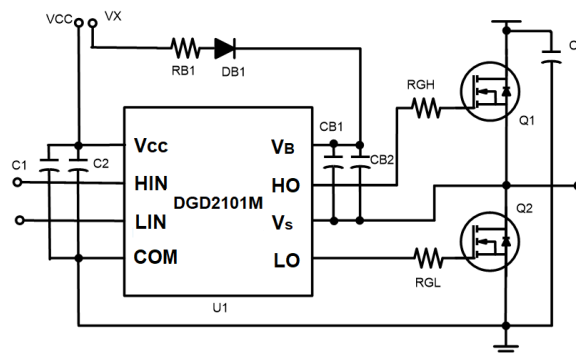 VCC VX
RB1 DB1
RGH
C
Q1
C1
C2
Vcc
HIN
LIN
COM
DGD2101M
VB
HO
Vs
LO
CB1
CB2
Q2
RGL
U1